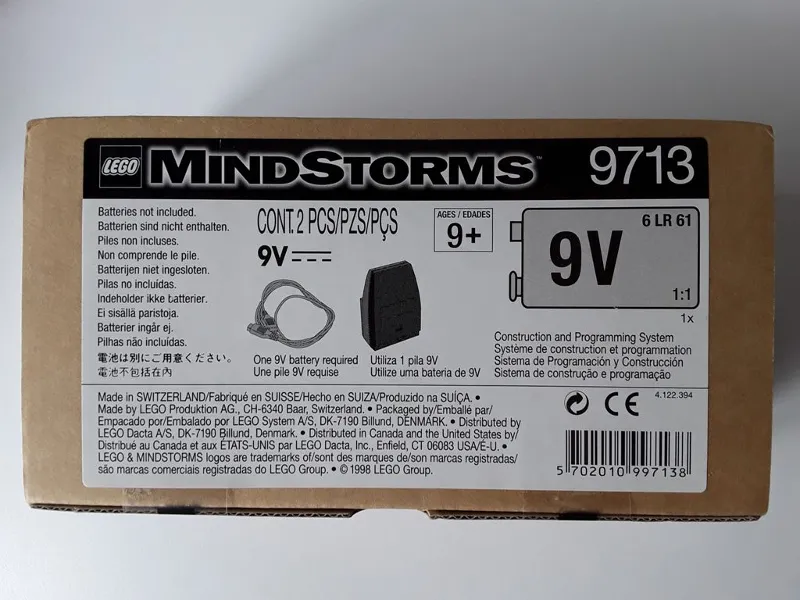 LEGO MINDSTORMS™ 9713
Batteries not included.
Batterien sind nicht enthalten.
Piles non incluses.
Non comprende le pile.
Batterijen niet ingesloten.
Pilas no incluídas.
Indeholder ikke batterier.
Ei sisällä paristoja.
Batterier ingår ej.
Pilhas não incluídas.
電池は別にご用意ください。
電池不包括在內
CONT. 2 PCS/PZS/PÇS
9V
One 9V battery required
Une pile 9V requise
Utiliza 1 pila 9V
Utilize uma bateria de 9V
AGES / EDADES
9+
6 LR 61
9V
1:1
1x
Construction and Programming System
Système de construction et programmation
Sistema de Programación y Construcción
Sistema de construção e programação
Made in SWITZERLAND/Fabriqué en SUISSE/Hecho en SUIZA/Produzido na SUÍÇA. •
Made by LEGO Produktion AG., CH-6340 Baar, Switzerland. • Packaged by/Emballé par/
Empacado por/Embalado por LEGO System A/S, DK-7190 Billund, DENMARK. • Distributed by
LEGO Dacta A/S, DK-7190 Billund, Denmark. • Distributed in Canada and the United States by/
Distribué au Canada et aux ÉTATS-UNIS par LEGO Dacta, Inc., Enfield, CT 06083 USA/É-U. •
LEGO & MINDSTORMS logos are trademarks of/sont des marques de/son marcas registradas/
são marcas comerciais registradas do LEGO Group. • © 1998 LEGO Group.
CE
4.122.394
5 702010 997138